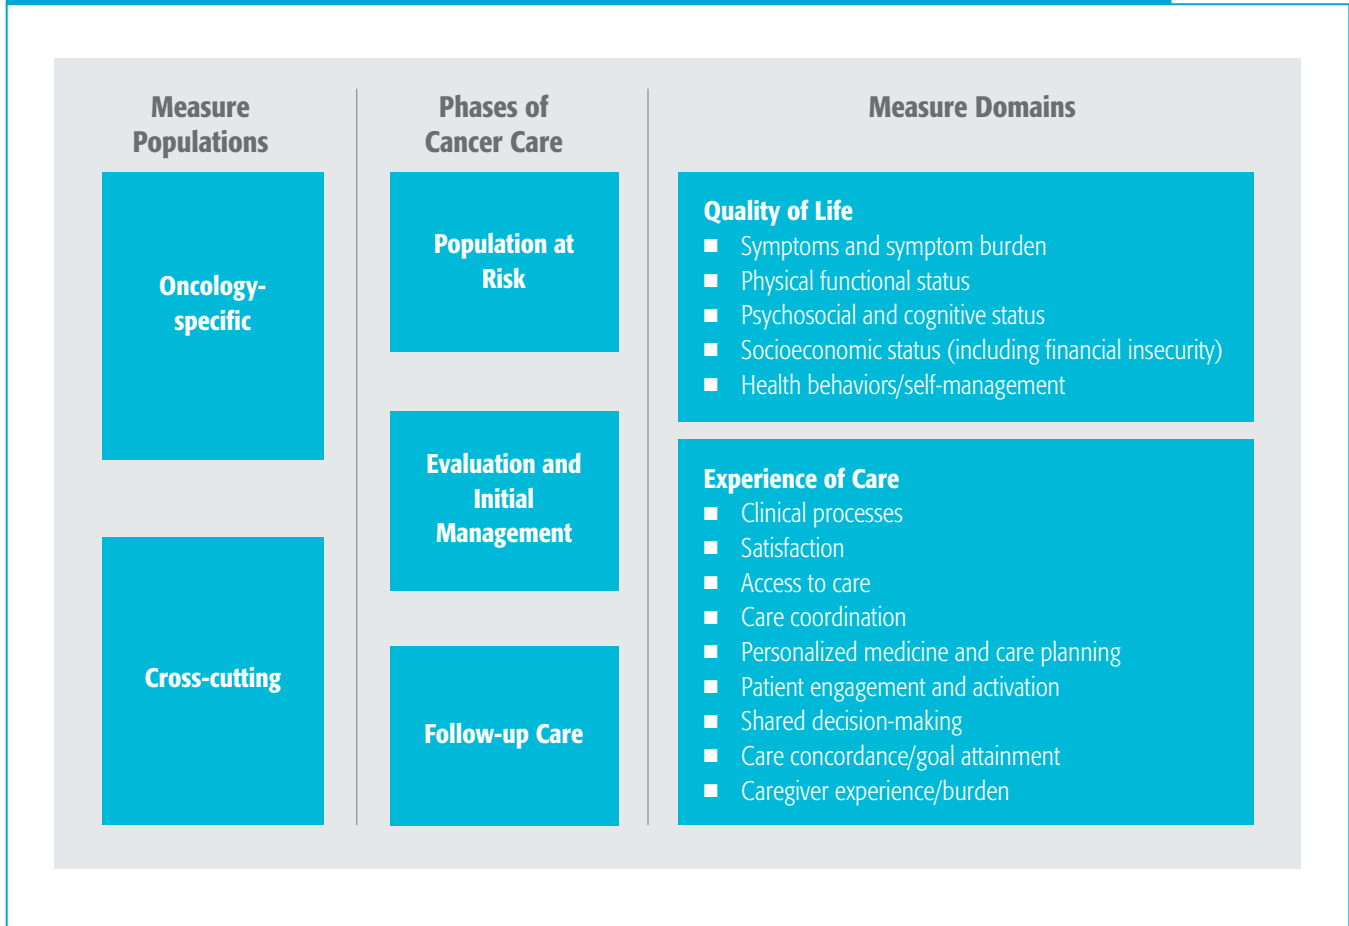 Measure
Populations
Oncology-
specific
Cross-cutting
Phases of
Cancer Care
Population at
Risk
Evaluation and
Initial
Management
Follow-up Care
Measure Domains
Quality of Life
■ Symptoms and symptom burden
■ Physical functional status
■ Psychosocial and cognitive status
■ Socioeconomic status (including financial insecurity)
■ Health behaviors/self-management
Experience of Care
■ Clinical processes
■ Satisfaction
■ Access to care
■ Care coordination
■ Personalized medicine and care planning
■ Patient engagement and activation
■ Shared decision-making
■ Care concordance/goal attainment
■ Caregiver experience/burden